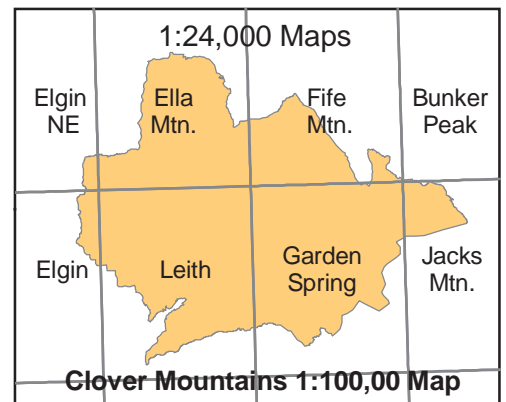 1:24,000 Maps
Elgin
NE
Ella
Mtn.
Fife
Mtn.
Bunker
Peak
Elgin
Leith
Garden
Spring
Jacks
Mtn.
Clover Mountains 1:100,00 Map